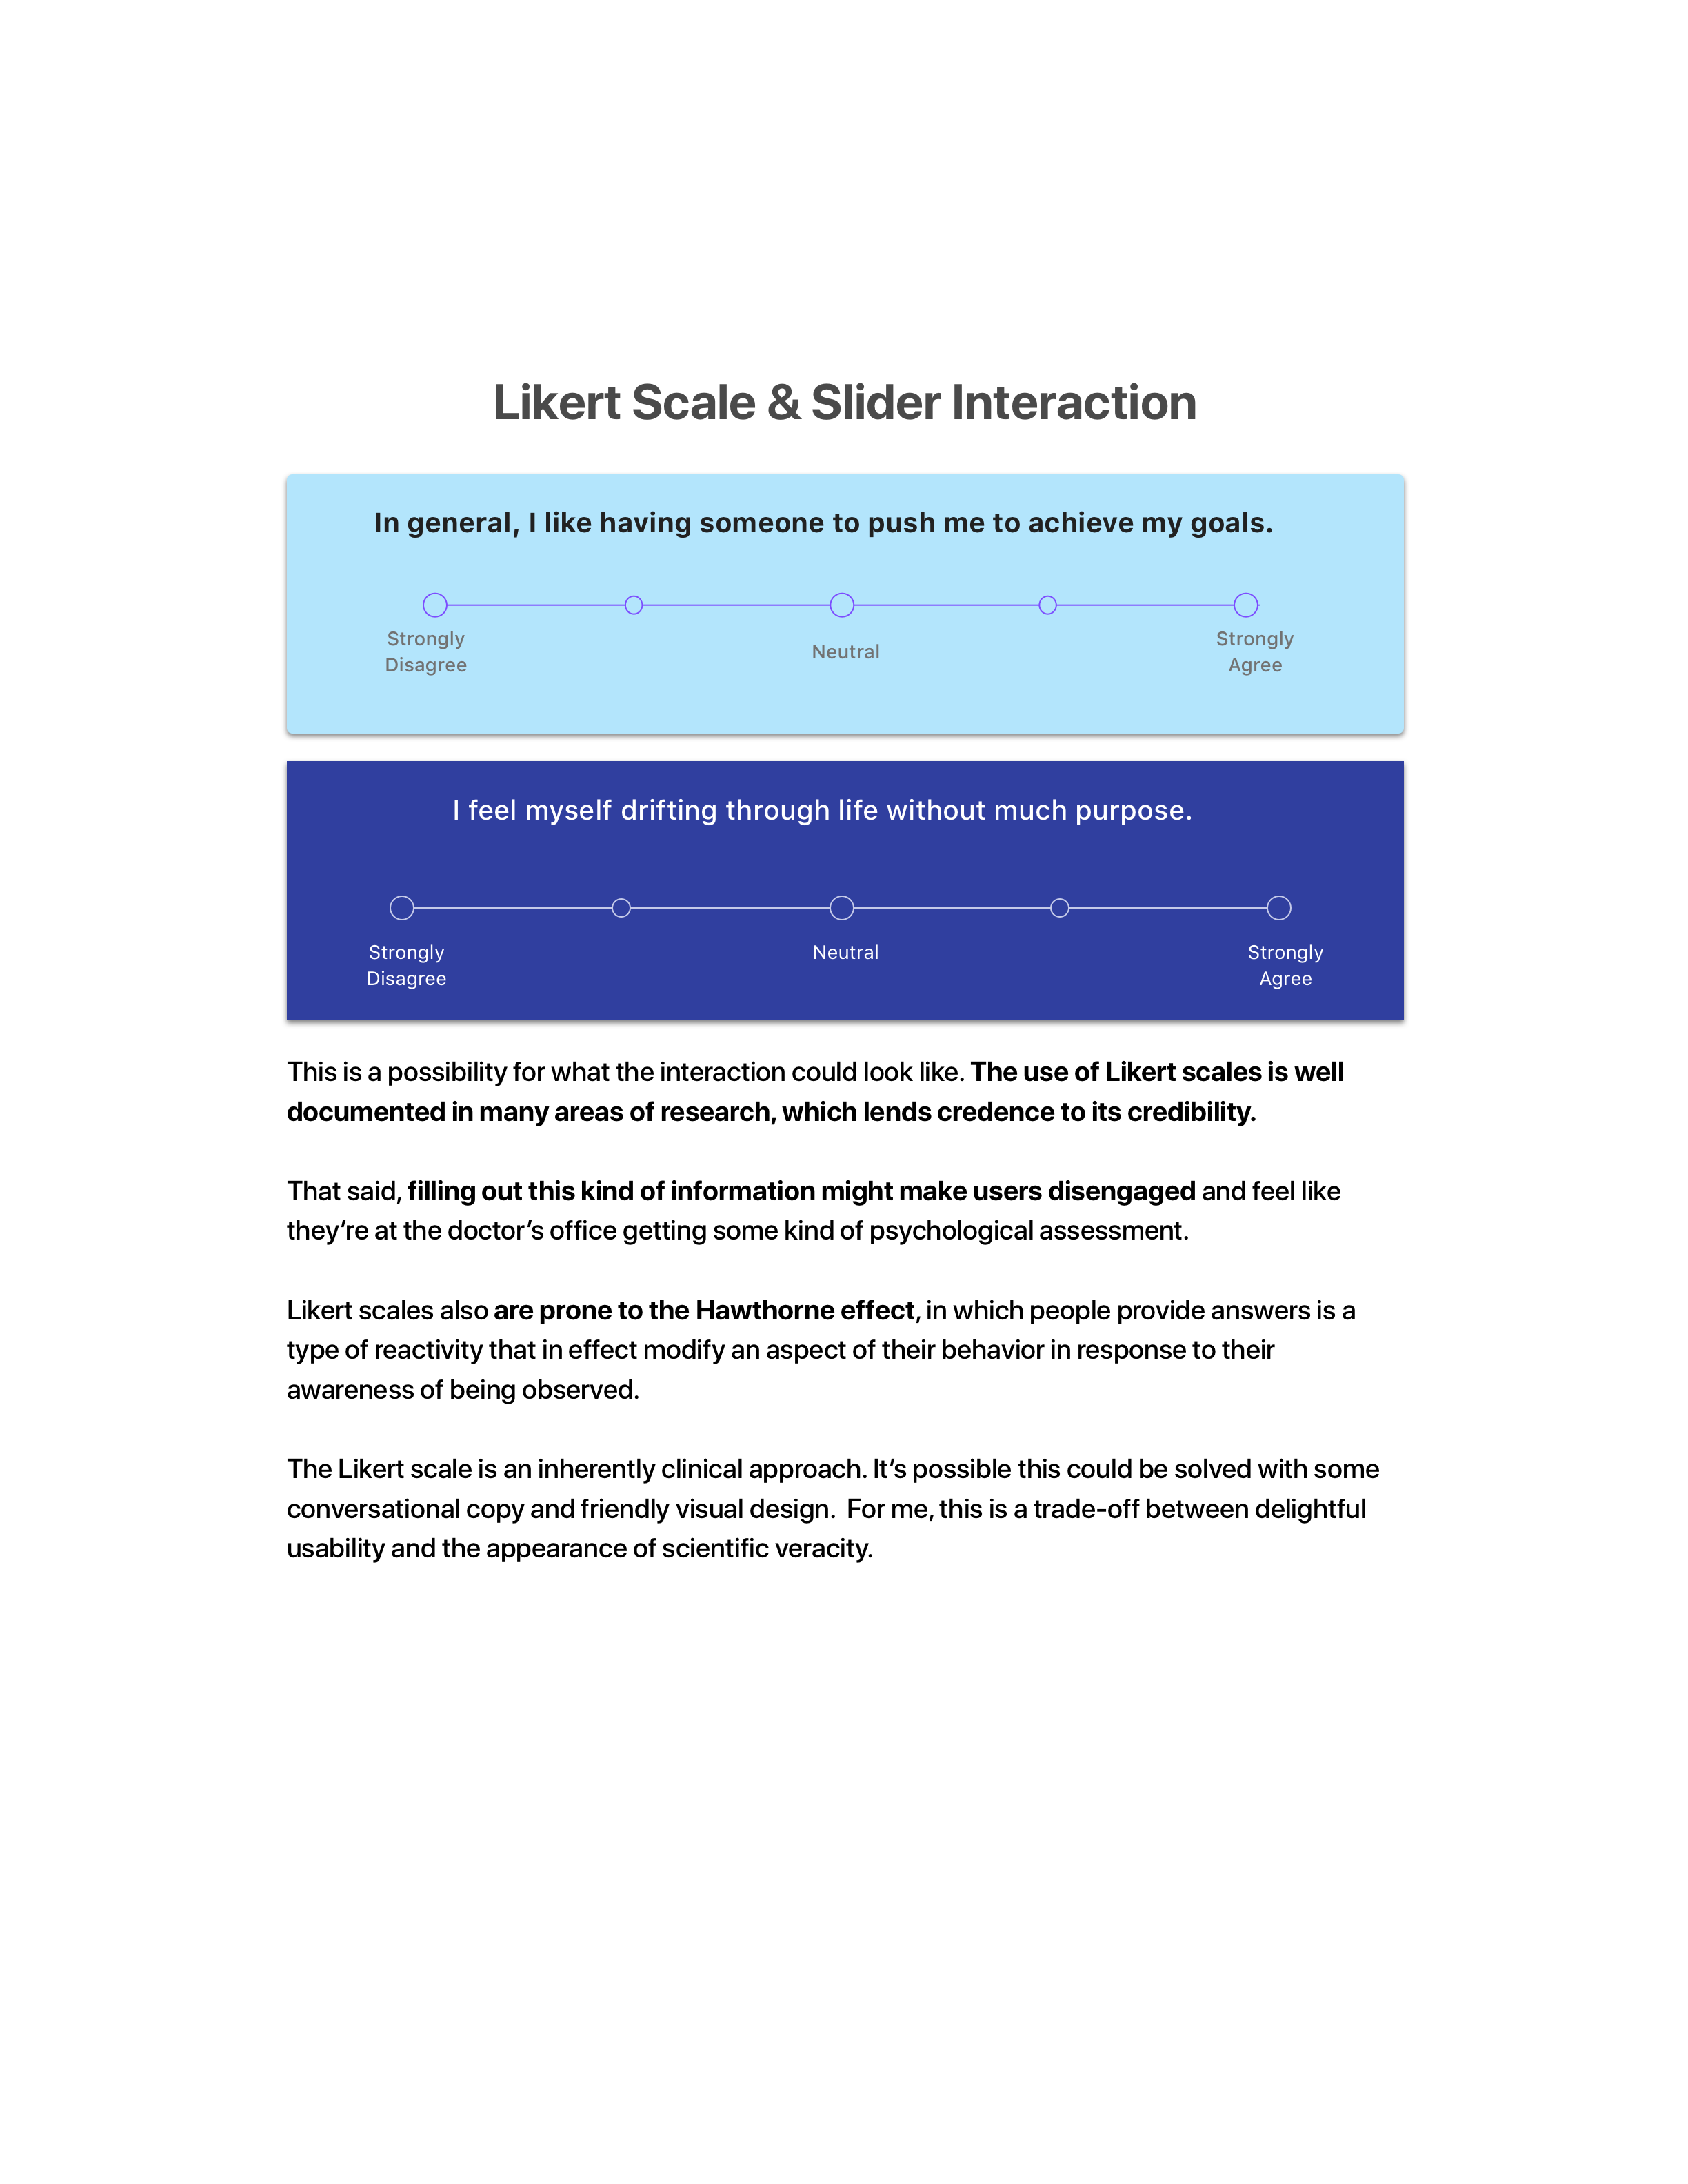 Likert Scale & Slider Interaction
In general, I like having someone to push me to achieve my goals.
Strongly
Disagree
Neutral
Strongly
Agree
I feel myself drifting through life without much purpose.
Strongly
Disagree
Neutral
Strongly
Agree
This is a possibility for what the interaction could look like. The use of Likert scales is well
documented in many areas of research, which lends credence to its credibility.
That said, filling out this kind of information might make users disengaged and feel like
they’re at the doctor’s office getting some kind of psychological assessment.
Likert scales also are prone to the Hawthorne effect, in which people provide answers is a
type of reactivity that in effect modify an aspect of their behavior in response to their
awareness of being observed.
The Likert scale is an inherently clinical approach. It’s possible this could be solved with some
conversational copy and friendly visual design.  For me, this is a trade-off between delightful
usability and the appearance of scientific veracity.